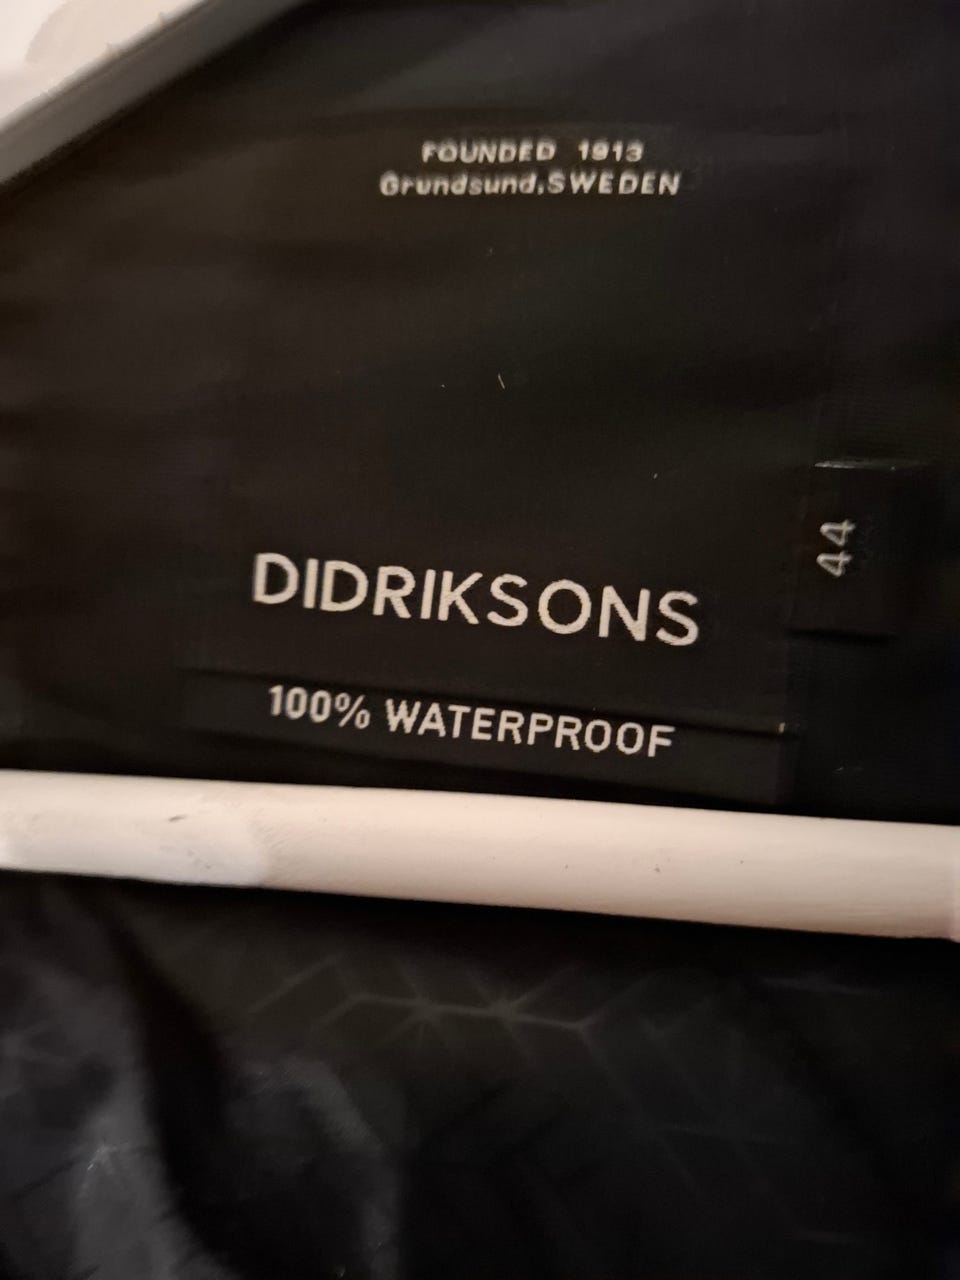 FOUNDED 1913
Grundsund,SWEDEN
44
DIDRIKSONS
100% WATERPROOF